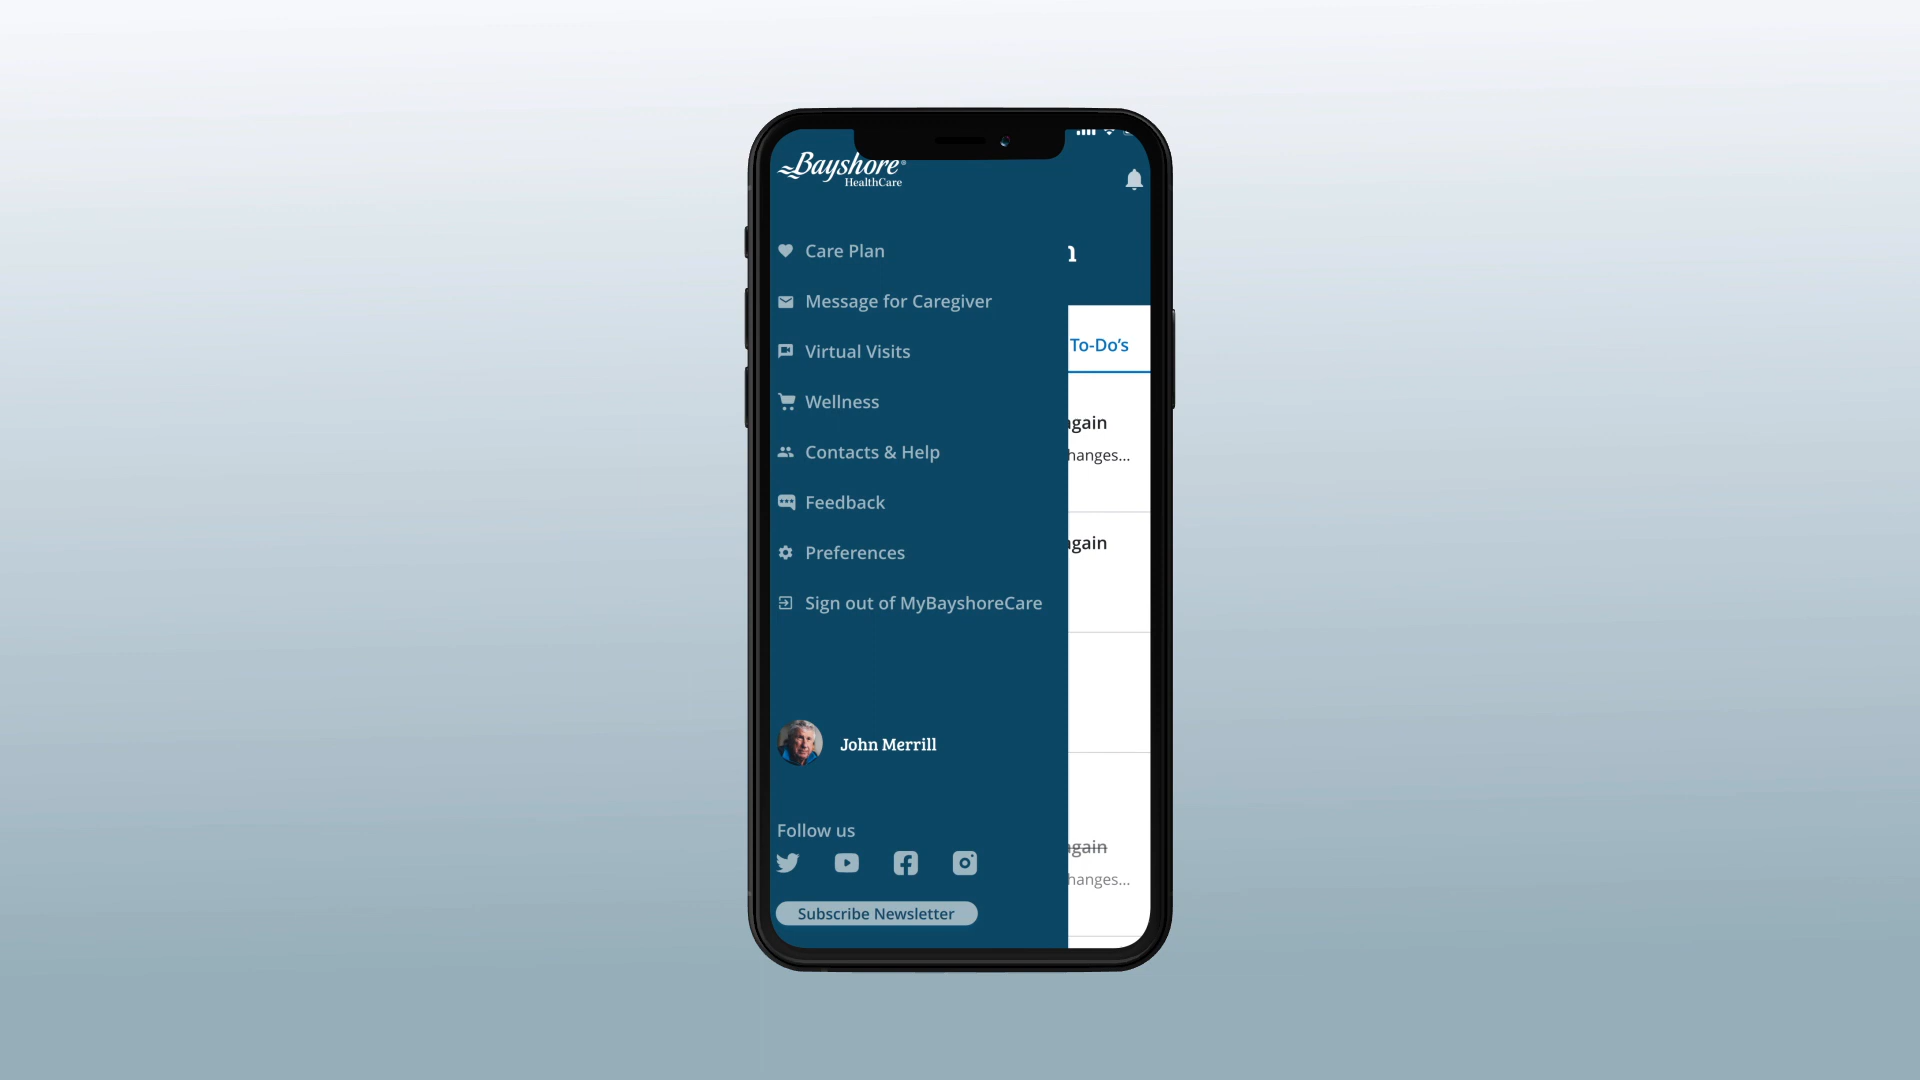 Bayshore®
HealthCare
Care Plan
Message for Caregiver
To-Do's
Virtual Visits
Wellness
Contacts & Help
Feedback
Preferences
Sign out of MyBayshoreCare
John Merrill
Follow us
Subscribe Newsletter